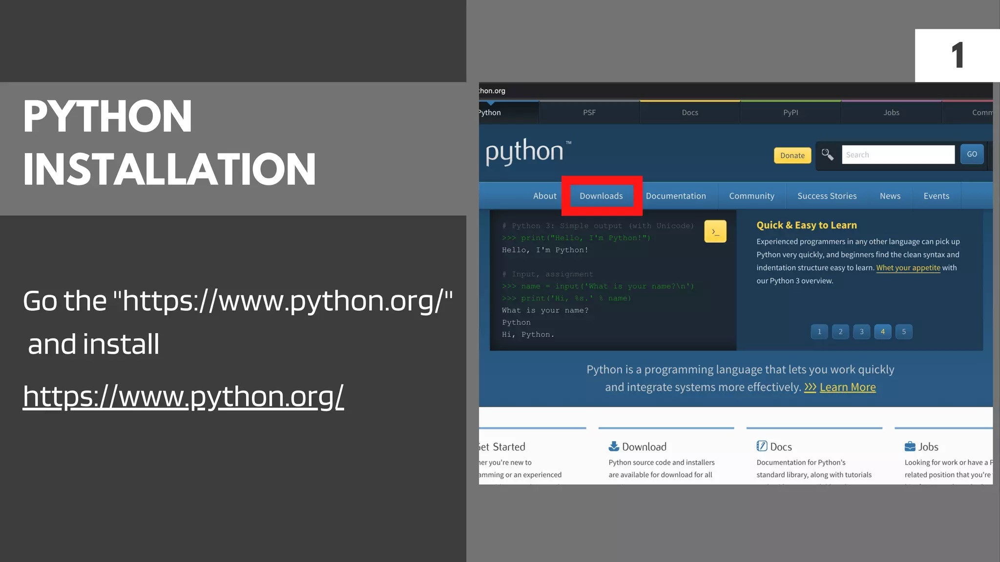 1
PYTHON
INSTALLATION
Go the "https://www.python.org/"
and install
https://www.python.org/
thon.org
Python PSF Docs PyPI Jobs Comm
python™
Donate Search GO
About Downloads Documentation Community Success Stories News Events
# Python 3: Simple output (with Unicode)
>>> print("Hello, I'm Python!")
Hello, I'm Python!
# Input, assignment
>>> name = input('What is your name?\n')
>>> print('Hi, %s.' % name)
What is your name?
Python
Hi, Python.
>_
Quick & Easy to Learn
Experienced programmers in any other language can pick up
Python very quickly, and beginners find the clean syntax and
indentation structure easy to learn. Whet your appetite with
our Python 3 overview.
1 2 3 4 5
Python is a programming language that lets you work quickly
and integrate systems more effectively. >>> Learn More
Get Started
her you're new to
amming or an experienced
Download
Python source code and installers
are available for download for all
Docs
Documentation for Python's
standard library, along with tutorials
Jobs
Looking for work or have a P
related position that you're